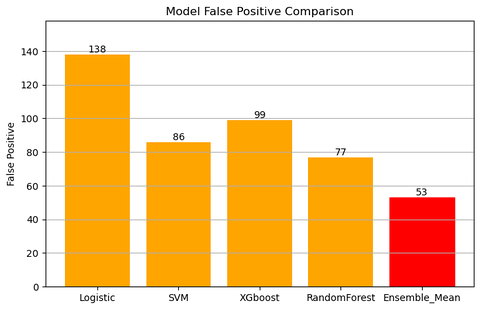 Model False Positive Comparison
False Positive
140
120
100
80
60
40
20
0
138
86
99
77
53
Logistic
SVM
XGboost
RandomForest
Ensemble_Mean